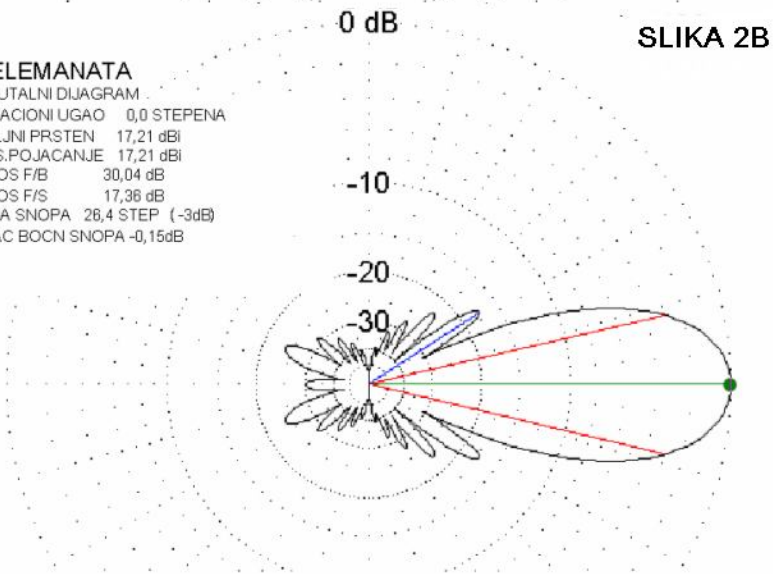 0 dB
SLIKA 2B
ELEMANATA
UTALNI DIJAGRAM
ACIONI UGAO 0,0 STEPENA
LJNI PRSTEN 17,21 dBi
S.POJACANJE 17,21 dBi
OS F/B 30,04 dB
OS F/S 17,36 dB
A SNOPA 26,4 STEP (-3dB)
AC BOCN SNOPA -0,15dB
-10
-20
-30